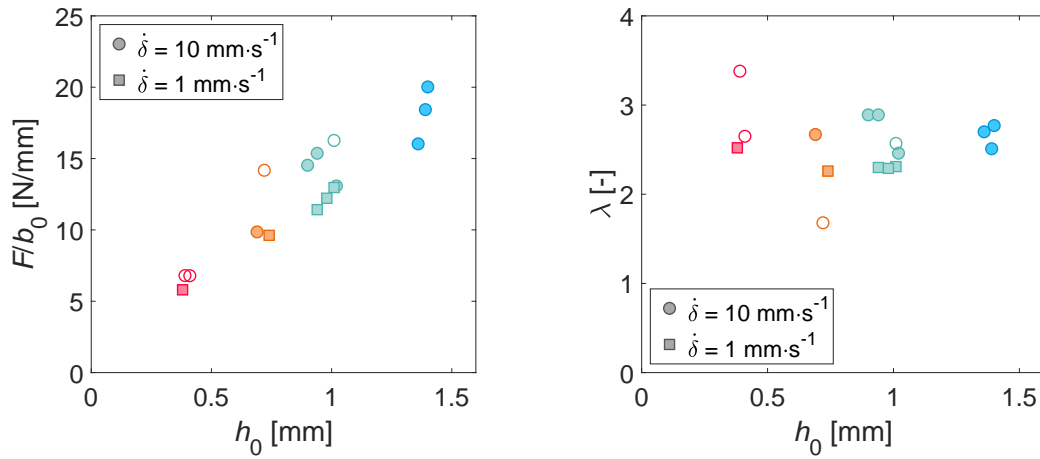 25
20
15
10
5
0
F/b₀ [N/mm]
δ̇ = 10 mm·s⁻¹
δ̇ = 1 mm·s⁻¹
0 0.5 1 1.5
h₀ [mm]
4
3
2
1
0
λ [-]
δ̇ = 10 mm·s⁻¹
δ̇ = 1 mm·s⁻¹
0 0.5 1 1.5
h₀ [mm]